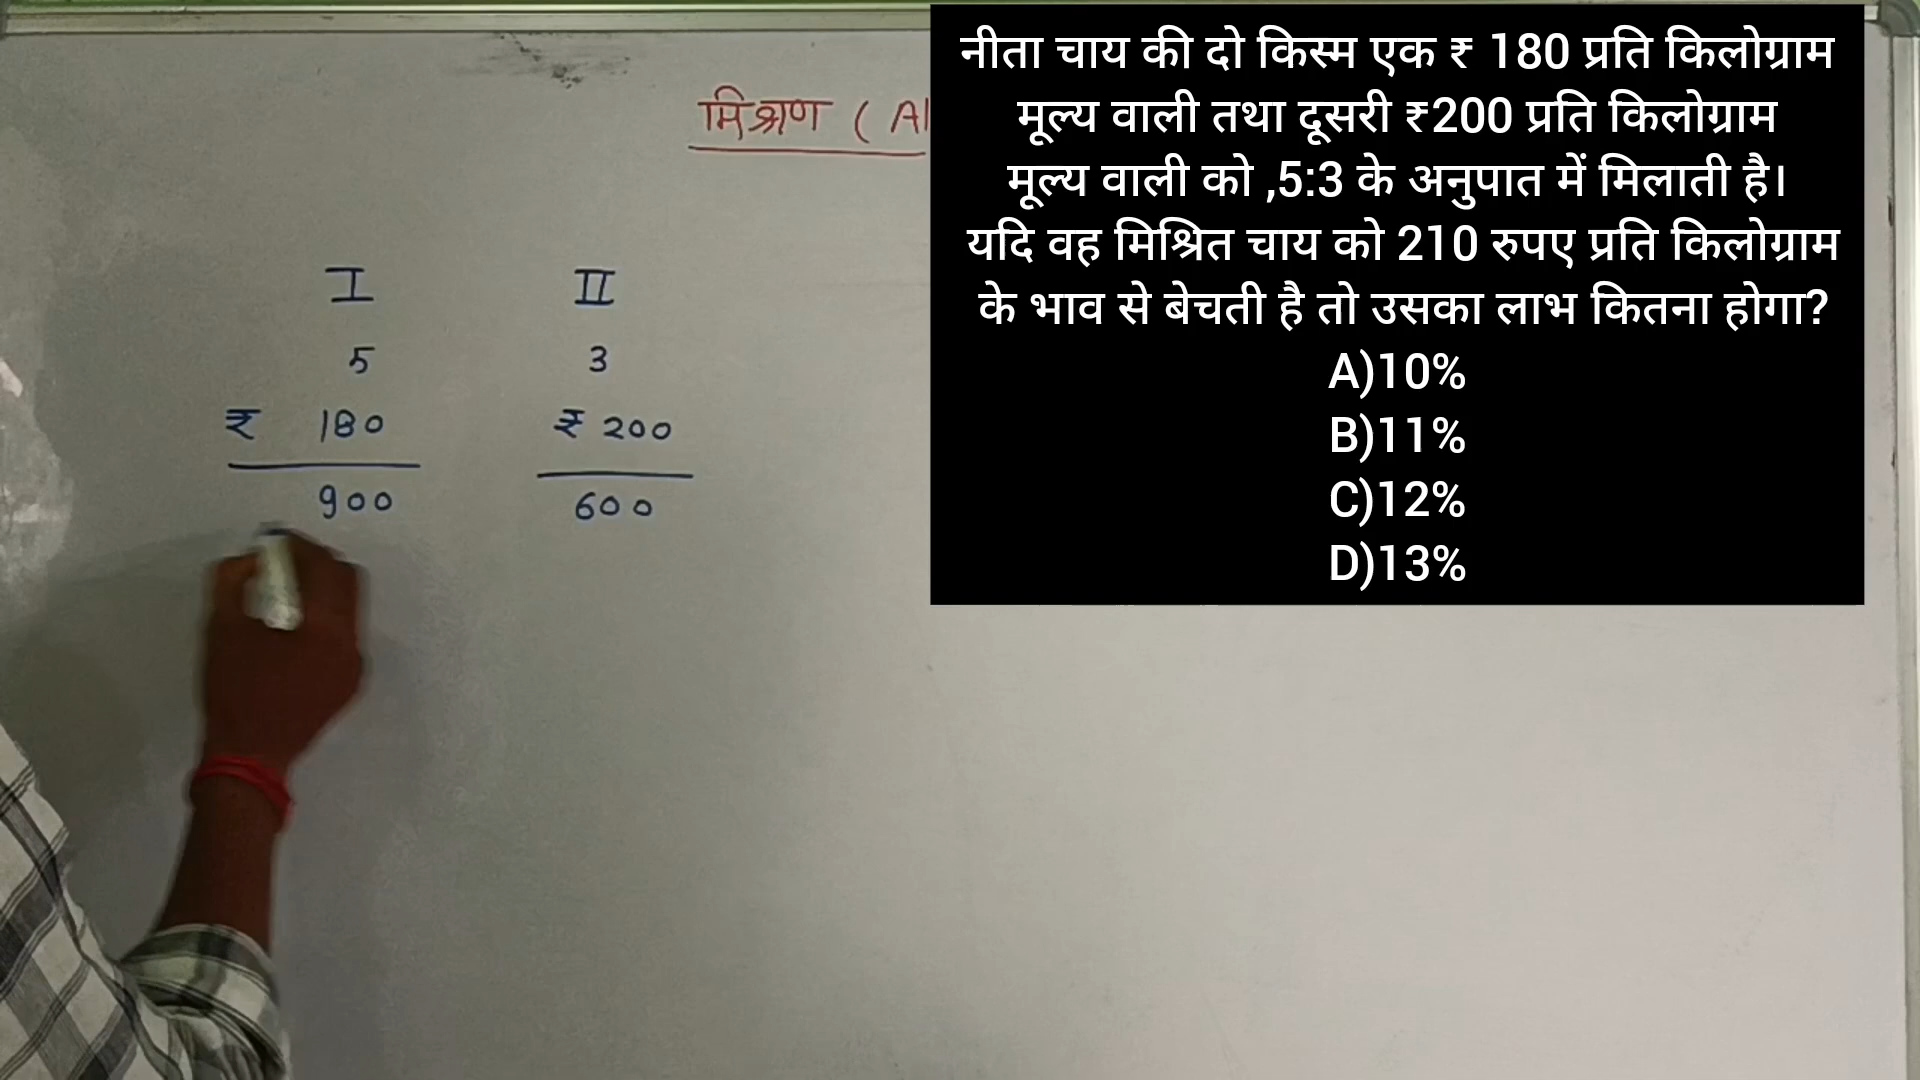 मिश्रण ( Al
I II
5 3
₹ 180 ₹ 200
900 600
नीता चाय की दो किस्म एक ₹ 180 प्रति किलोग्राम
मूल्य वाली तथा दूसरी ₹200 प्रति किलोग्राम
मूल्य वाली को ,5:3 के अनुपात में मिलाती है।
यदि वह मिश्रित चाय को 210 रुपए प्रति किलोग्राम
के भाव से बेचती है तो उसका लाभ कितना होगा?
A)10%
B)11%
C)12%
D)13%